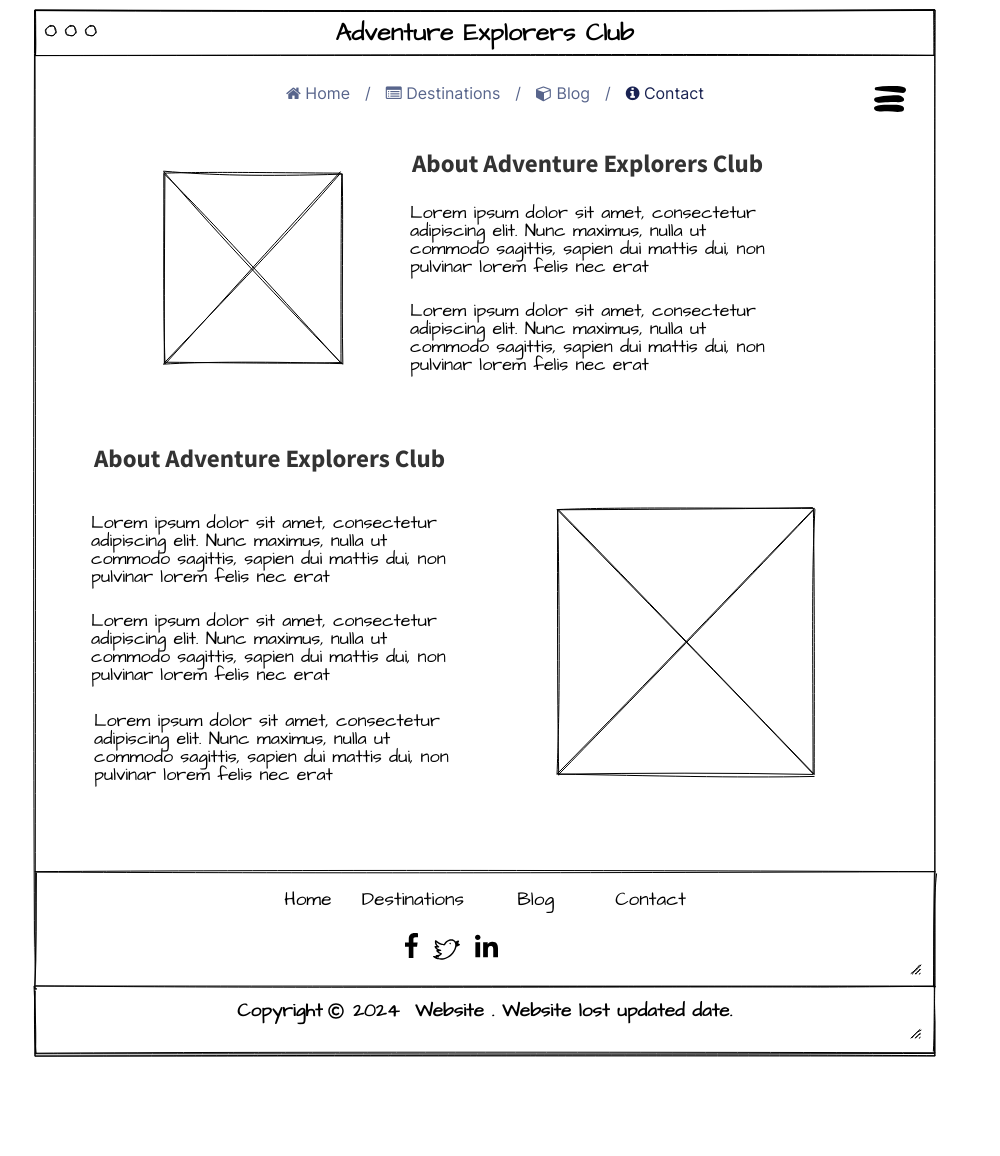 Adventure Explorers Club
Home / Destinations / Blog / Contact
About Adventure Explorers Club
Lorem ipsum dolor sit amet, consectetur
adipiscing elit. Nunc maximus, nulla ut
commodo sagittis, sapien dui mattis dui, non
pulvinar lorem felis nec erat
Lorem ipsum dolor sit amet, consectetur
adipiscing elit. Nunc maximus, nulla ut
commodo sagittis, sapien dui mattis dui, non
pulvinar lorem felis nec erat
About Adventure Explorers Club
Lorem ipsum dolor sit amet, consectetur
adipiscing elit. Nunc maximus, nulla ut
commodo sagittis, sapien dui mattis dui, non
pulvinar lorem felis nec erat
Lorem ipsum dolor sit amet, consectetur
adipiscing elit. Nunc maximus, nulla ut
commodo sagittis, sapien dui mattis dui, non
pulvinar lorem felis nec erat
Lorem ipsum dolor sit amet, consectetur
adipiscing elit. Nunc maximus, nulla ut
commodo sagittis, sapien dui mattis dui, non
pulvinar lorem felis nec erat
Home Destinations Blog Contact
Copyright © 2024 Website . Website lost updated date.